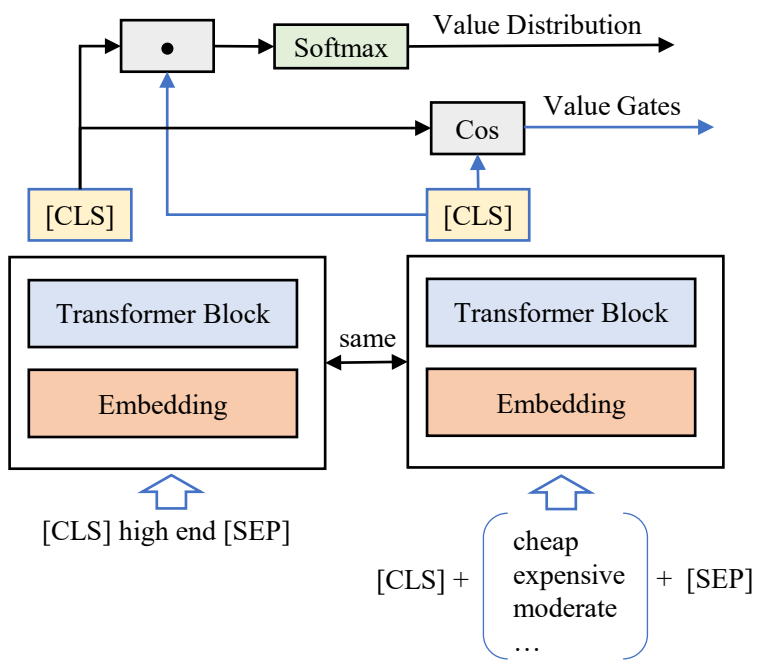 Value Distribution
• Softmax
Value Gates
Cos
[CLS] [CLS]
Transformer Block Transformer Block
same
Embedding Embedding
[CLS] high end [SEP]
cheap
[CLS] + expensive + [SEP]
moderate
…